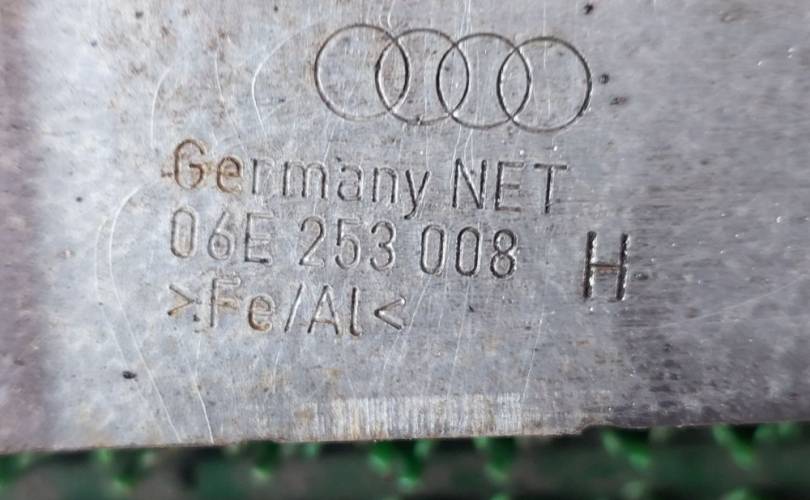 Germany NET
06E 253 008 H
>Fe/Al<